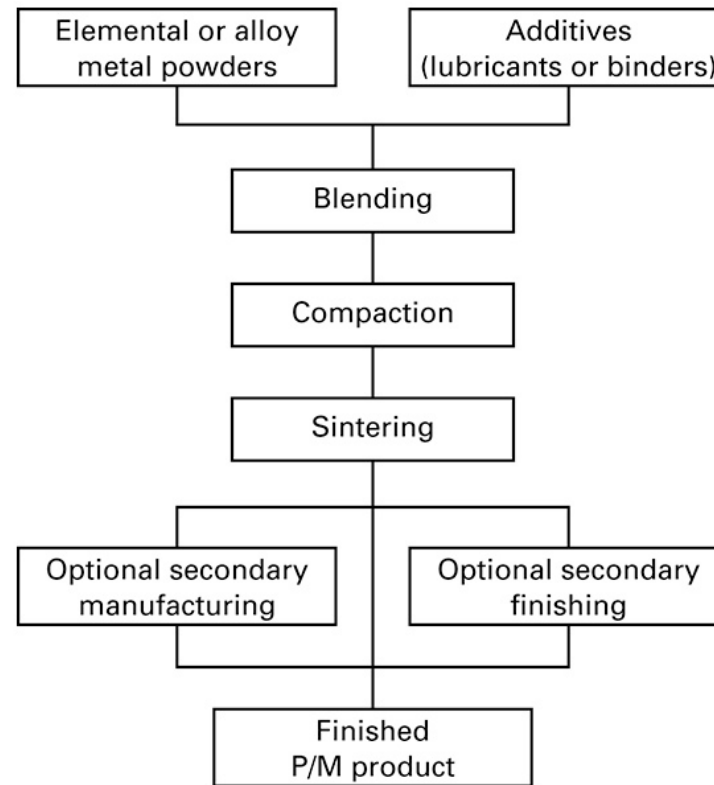 Elemental or alloy
metal powders
Additives
(lubricants or binders)
Blending
Compaction
Sintering
Optional secondary
manufacturing
Optional secondary
finishing
Finished
P/M product